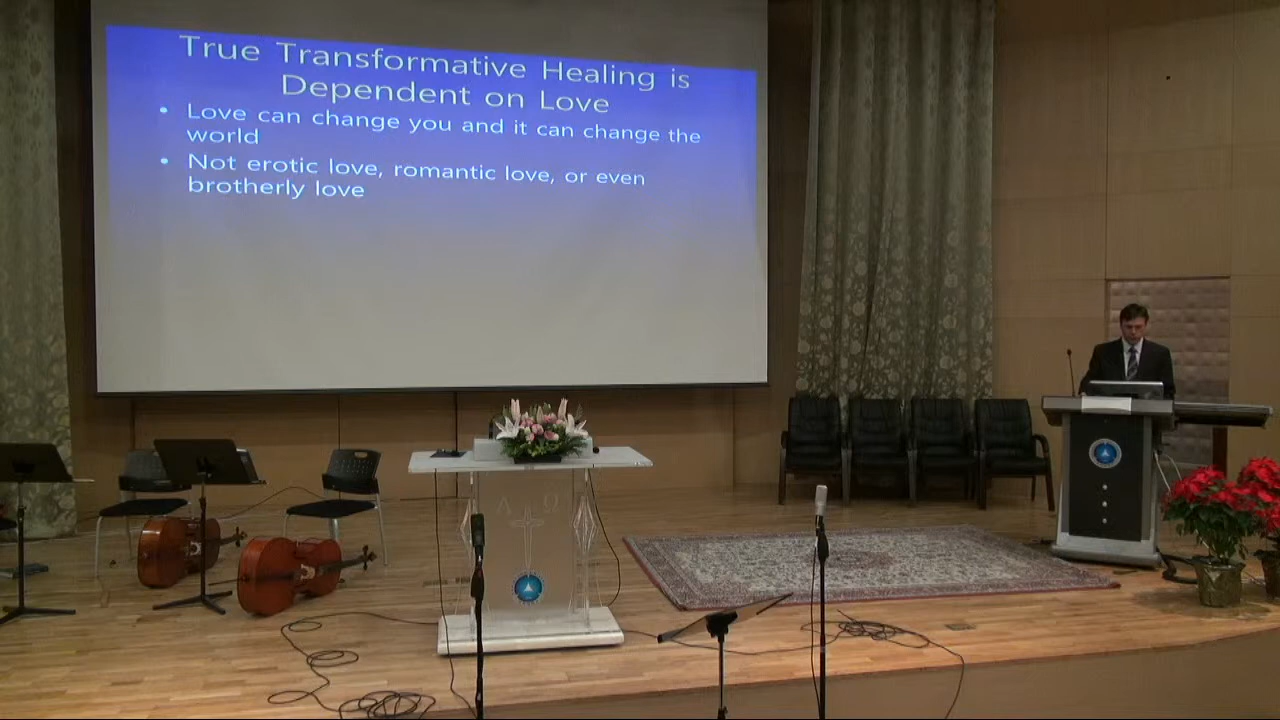 True Transformative Healing is
Dependent on Love
• Love can change you and it can change the
world
• Not erotic love, romantic love, or even
brotherly love
Α Ω